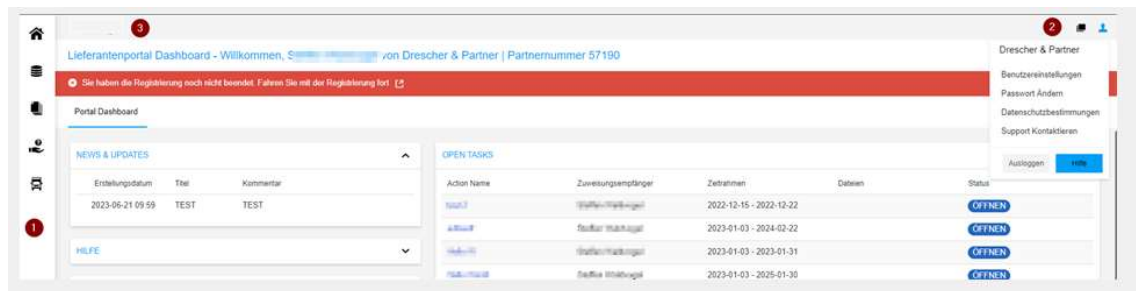 3
2
Lieferantenportal Dashboard - Willkommen, S von Drescher & Partner | Partnernummer 57190
Drescher & Partner
Sie haben die Registrierung noch nicht beendet. Fahren Sie mit der Registrierung fort
Benutzereinstellungen
Passwort Ändern
Portal Dashboard
Datenschutzbestimmungen
Support Kontaktieren
NEWS & UPDATES
OPEN TASKS
Ausloggen Hilfe
Erstellungsdatum Titel Kommentar
Action Name Zuweisungsempfänger Zeitrahmen Dateien Status
2023-06-21 09:59 TEST TEST
2022-12-15 - 2022-12-22 ÖFFNEN
1
2023-01-03 - 2024-02-22 ÖFFNEN
HILFE
2023-01-03 - 2023-01-31 ÖFFNEN
2023-01-03 - 2025-01-30 ÖFFNEN